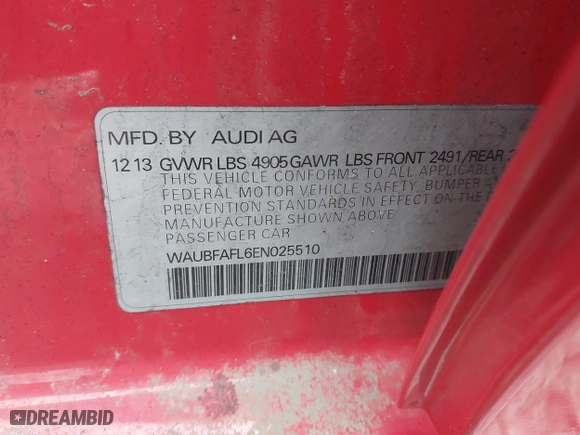 MFD. BY AUDI AG
12 13 GVWR LBS 4905 GAWR LBS FRONT 2491/REAR
THIS VEHICLE CONFORMS TO ALL APPLICABLE
FEDERAL MOTOR VEHICLE SAFETY, BUMPER
PREVENTION STANDARDS IN EFFECT ON THE
MANUFACTURE SHOWN ABOVE
PASSENGER CAR
WAUBFAFL6EN025510
DREAMBID